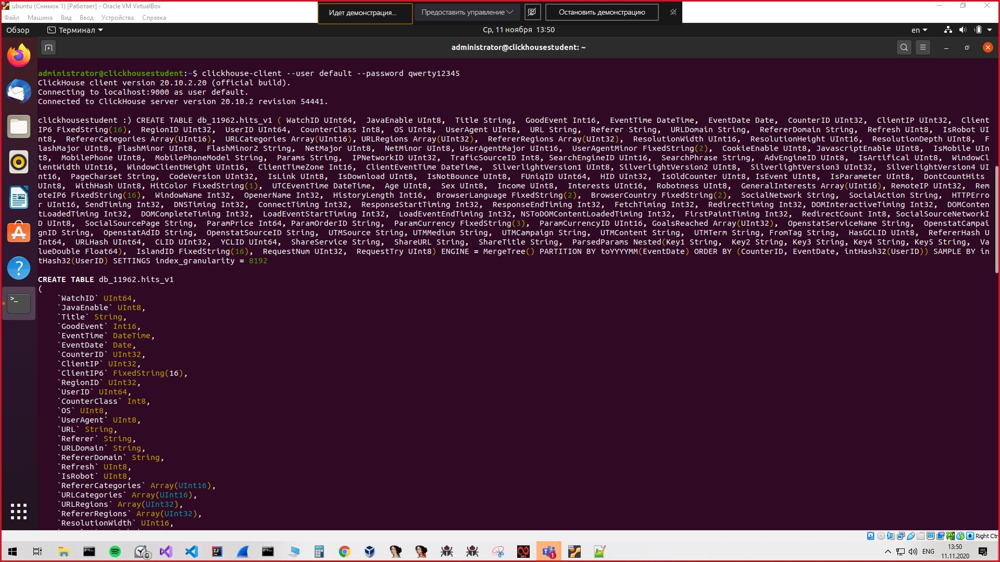 ubuntu (Снимок 1) [Работает] - Oracle VM VirtualBox
Файл Машина Вид Ввод Устройства Справка
Идет демонстрация...
Предоставить управление
Остановить демонстрацию
Обзор
Терминал
Ср, 11 ноября 13:50
en
administrator@clickhousestudent: ~
administrator@clickhousestudent:~$ clickhouse-client --user default --password qwerty12345
ClickHouse client version 20.10.2.20 (official build).
Connecting to localhost:9000 as user default.
Connected to ClickHouse server version 20.10.2 revision 54441.
clickhousestudent :) CREATE TABLE db_11962.hits_v1 ( WatchID UInt64, JavaEnable UInt8, Title String, GoodEvent Int16, EventTime DateTime, EventDate Date, CounterID UInt32, ClientIP UInt32, Client
IP6 FixedString(16), RegionID UInt32, UserID UInt64, CounterClass Int8, OS UInt8, UserAgent UInt8, URL String, Referer String, URLDomain String, RefererDomain String, Refresh UInt8, IsRobot UI
nt8, RefererCategories Array(UInt16), URLCategories Array(UInt16), URLRegions Array(UInt32), RefererRegions Array(UInt32), ResolutionWidth UInt16, ResolutionHeight UInt16, ResolutionDepth UInt8, F
lashMajor UInt8, FlashMinor UInt8, FlashMinor2 String, NetMajor UInt8, NetMinor UInt8, UserAgentMajor UInt16, UserAgentMinor FixedString(2), CookieEnable UInt8, JavascriptEnable UInt8, IsMobile UIn
t8, MobilePhone UInt8, MobilePhoneModel String, Params String, IPNetworkID UInt32, TraficSourceID Int8, SearchEngineID UInt16, SearchPhrase String, AdvEngineID UInt8, IsArtifical UInt8, WindowCl
ientWidth UInt16, WindowClientHeight UInt16, ClientTimeZone Int16, ClientEventTime DateTime, SilverlightVersion1 UInt8, SilverlightVersion2 UInt8, SilverlightVersion3 UInt32, SilverlightVersion4 UI
nt16, PageCharset String, CodeVersion UInt32, IsLink UInt8, IsDownload UInt8, IsNotBounce UInt8, FUniqID UInt64, HID UInt32, IsOldCounter UInt8, IsEvent UInt8, IsParameter UInt8, DontCountHits
UInt8, WithHash UInt8, HitColor FixedString(1), UTCEventTime DateTime, Age UInt8, Sex UInt8, Income UInt8, Interests UInt16, Robotness UInt8, GeneralInterests Array(UInt16), RemoteIP UInt32, Rem
oteIP6 FixedString(16), WindowName Int32, OpenerName Int32, HistoryLength Int16, BrowserLanguage FixedString(2), BrowserCountry FixedString(2), SocialNetwork String, SocialAction String, HTTPErro
r UInt16, SendTiming Int32, DNSTiming Int32, ConnectTiming Int32, ResponseStartTiming Int32, ResponseEndTiming Int32, FetchTiming Int32, RedirectTiming Int32, DOMInteractiveTiming Int32, DOMConten
tLoadedTiming Int32, DOMCompleteTiming Int32, LoadEventStartTiming Int32, LoadEventEndTiming Int32, NSToDOMContentLoadedTiming Int32, FirstPaintTiming Int32, RedirectCount Int8, SocialSourceNetworkI
D UInt8, SocialSourcePage String, ParamPrice Int64, ParamOrderID String, ParamCurrency FixedString(3), ParamCurrencyID UInt16, GoalsReached Array(UInt32), OpenstatServiceName String, OpenstatCampai
gnID String, OpenstatAdID String, OpenstatSourceID String, UTMSource String, UTMMedium String, UTMCampaign String, UTMContent String, UTMTerm String, FromTag String, HasGCLID UInt8, RefererHash U
Int64, URLHash UInt64, CLID UInt32, YCLID UInt64, ShareService String, ShareURL String, ShareTitle String, ParsedParams Nested(Key1 String, Key2 String, Key3 String, Key4 String, Key5 String, Va
lueDouble Float64), IslandID FixedString(16), RequestNum UInt32, RequestTry UInt8) ENGINE = MergeTree() PARTITION BY toYYYYMM(EventDate) ORDER BY (CounterID, EventDate, intHash32(UserID)) SAMPLE BY in
tHash32(UserID) SETTINGS index_granularity = 8192
CREATE TABLE db_11962.hits_v1
(
`WatchID` UInt64,
`JavaEnable` UInt8,
`Title` String,
`GoodEvent` Int16,
`EventTime` DateTime,
`EventDate` Date,
`CounterID` UInt32,
`ClientIP` UInt32,
`ClientIP6` FixedString(16),
`RegionID` UInt32,
`UserID` UInt64,
`CounterClass` Int8,
`OS` UInt8,
`UserAgent` UInt8,
`URL` String,
`Referer` String,
`URLDomain` String,
`RefererDomain` String,
`Refresh` UInt8,
`IsRobot` UInt8,
`RefererCategories` Array(UInt16),
`URLCategories` Array(UInt16),
`URLRegions` Array(UInt32),
`RefererRegions` Array(UInt32),
`ResolutionWidth` UInt16,
Right Ctrl
ENG
13:50
11.11.2020